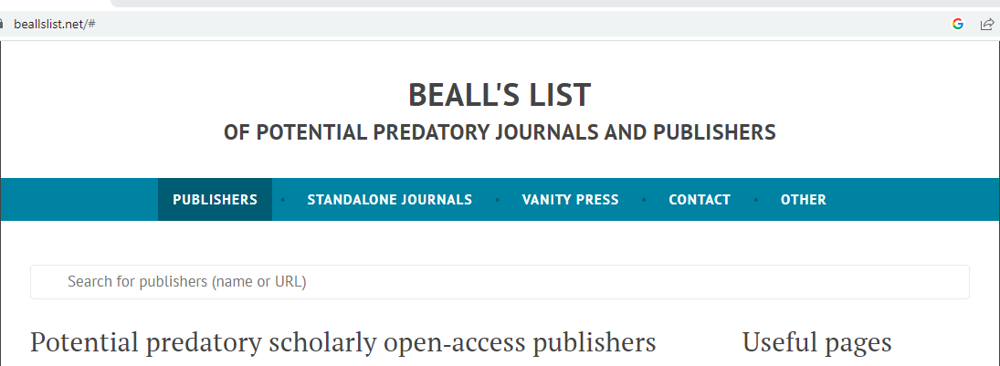 beallslist.net/#
BEALL'S LIST
OF POTENTIAL PREDATORY JOURNALS AND PUBLISHERS
PUBLISHERS • STANDALONE JOURNALS • VANITY PRESS • CONTACT • OTHER
Search for publishers (name or URL)
Potential predatory scholarly open-access publishers
Useful pages